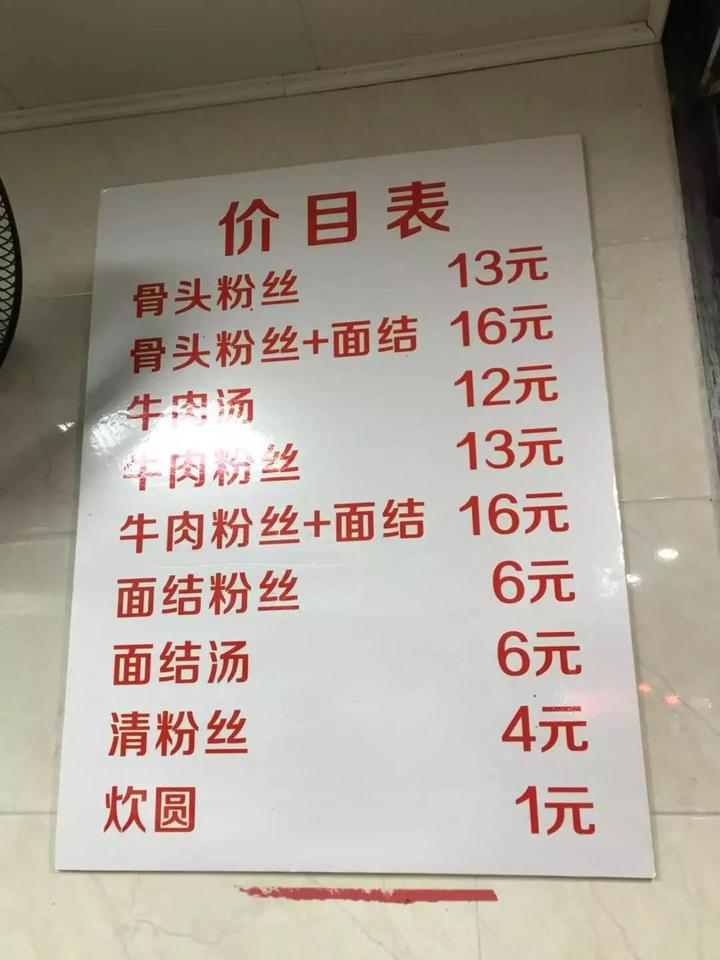 价目表
骨头粉丝 13元
骨头粉丝+面结 16元
牛肉汤 12元
牛肉粉丝 13元
牛肉粉丝+面结 16元
面结粉丝 6元
面结汤 6元
清粉丝 4元
炊圆 1元